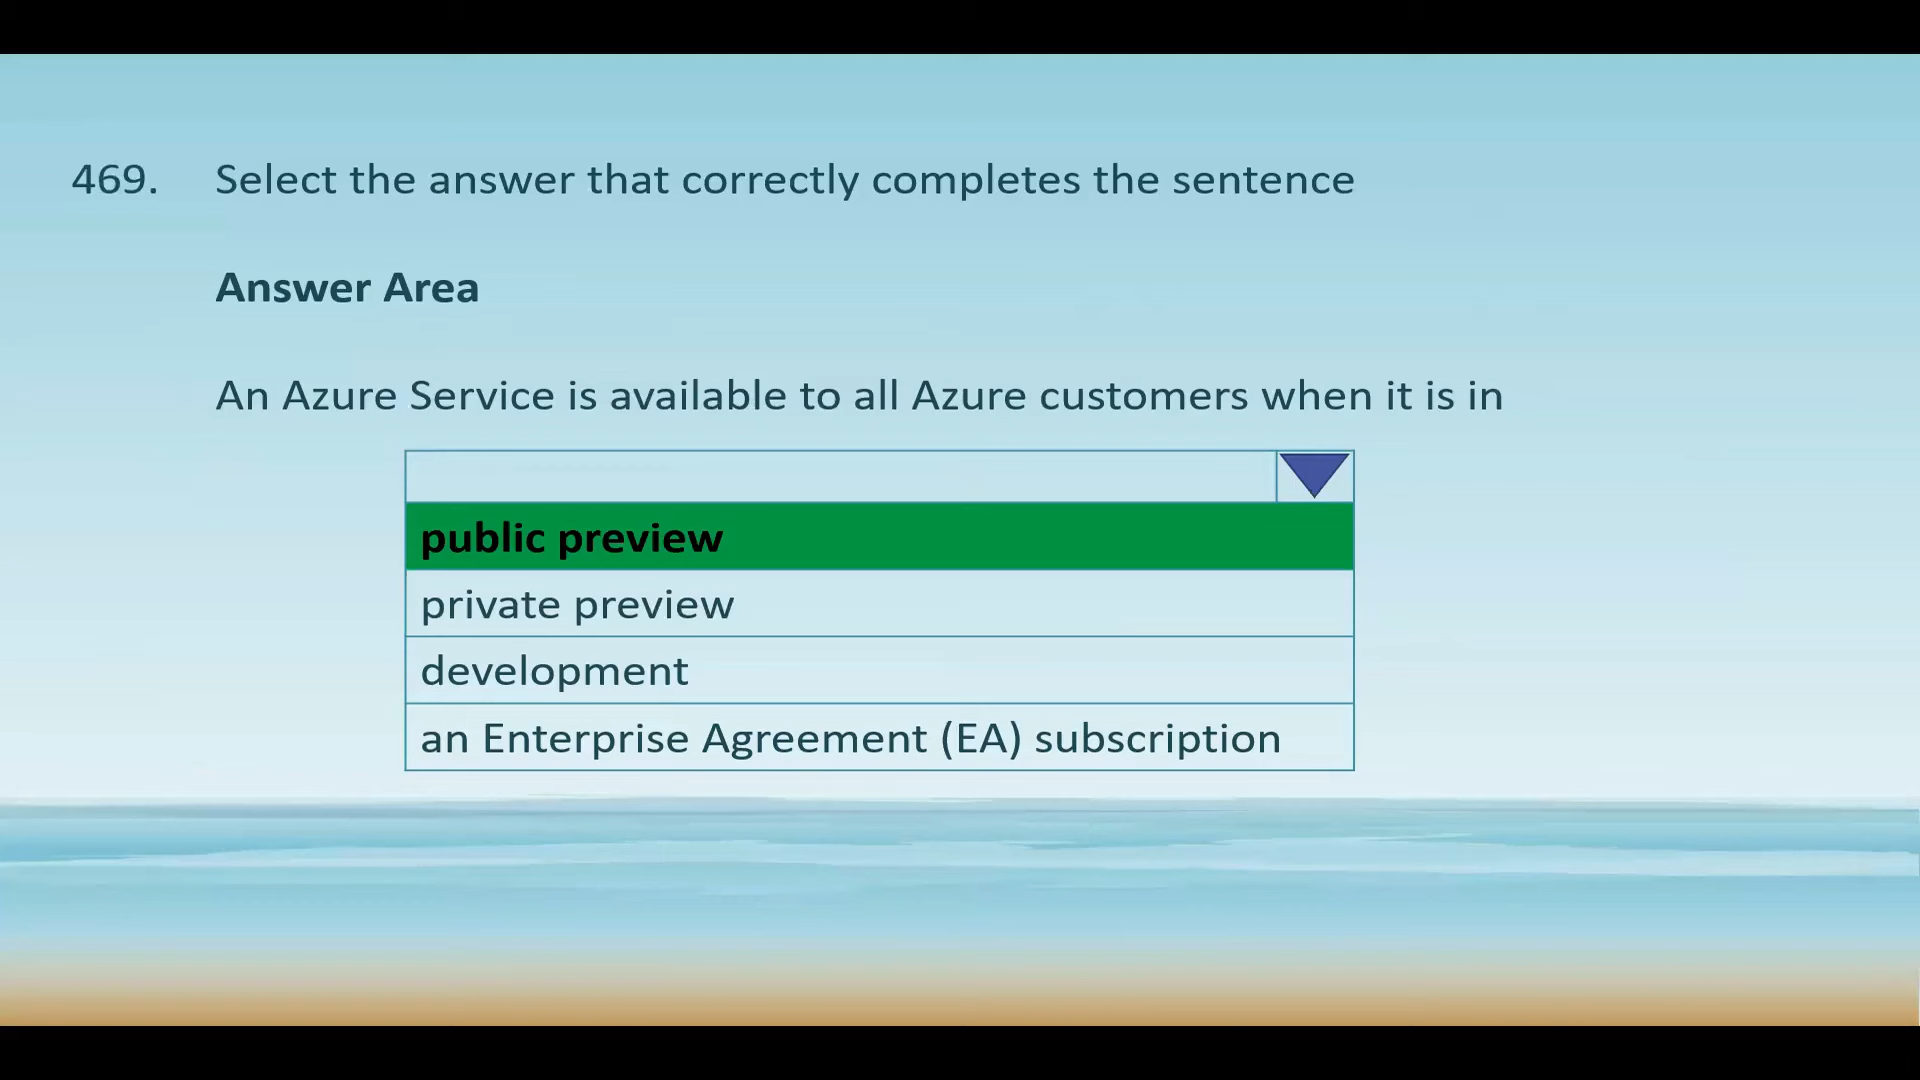 469. Select the answer that correctly completes the sentence
Answer Area
An Azure Service is available to all Azure customers when it is in
public preview
private preview
development
an Enterprise Agreement (EA) subscription